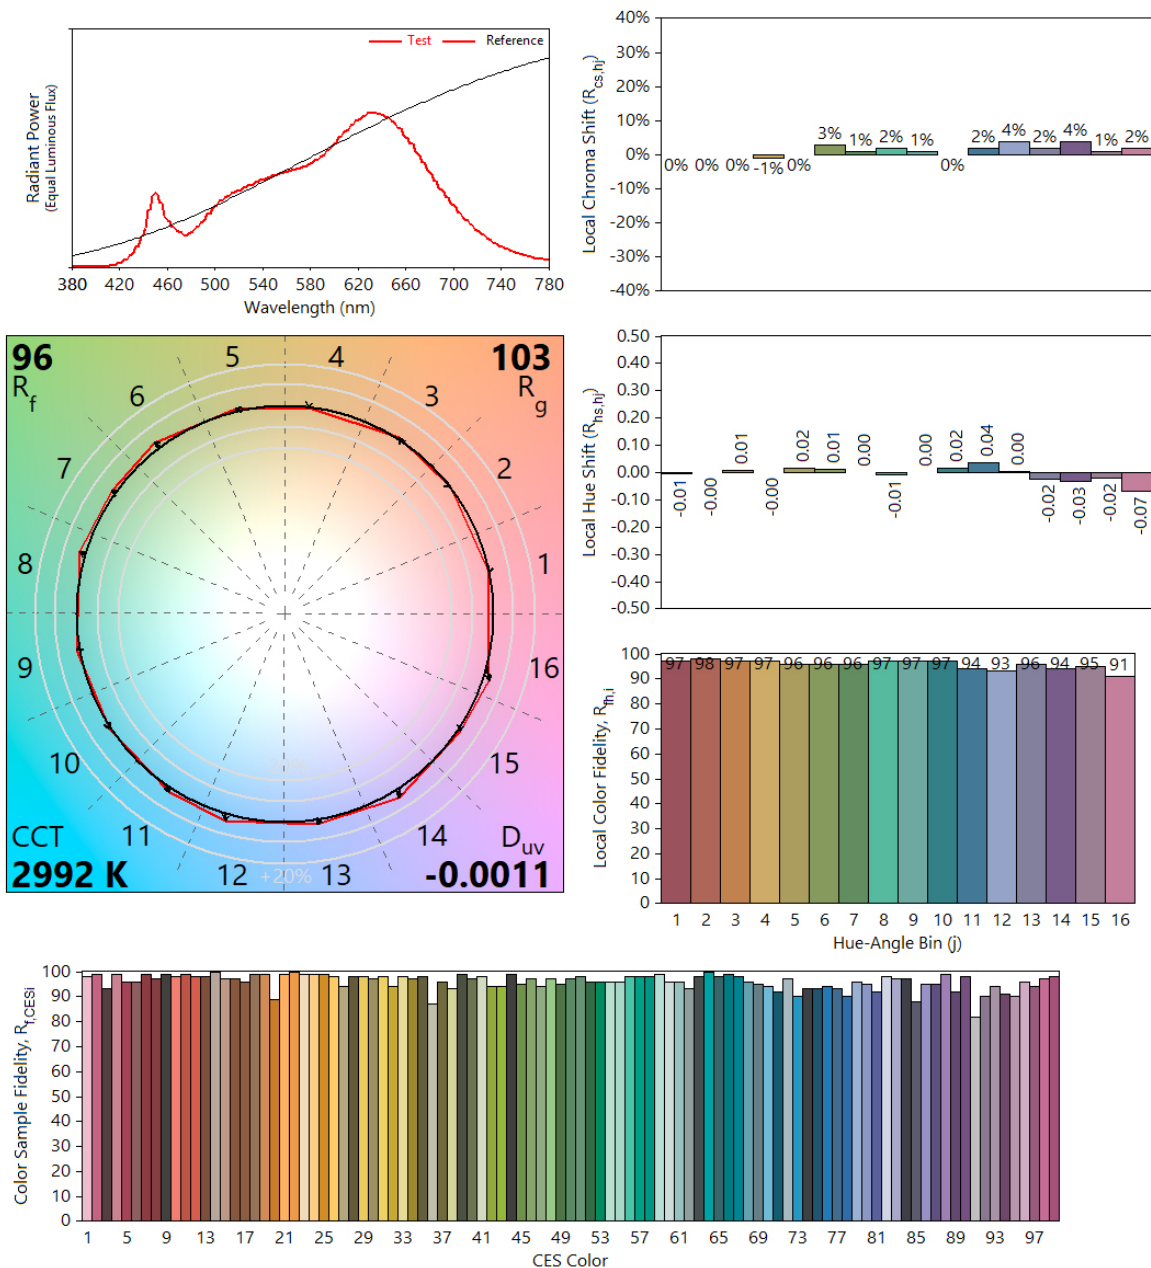 Test
Reference
Radiant Power
(Equal Luminous Flux)
380 420 460 500 540 580 620 660 700 740 780
Wavelength (nm)
Local Chroma Shift (Rcs,hj)
40%
30%
20%
10%
0%
-10%
-20%
-30%
-40%
0% 0% 0% -1% 0% 3% 1% 2% 1% 0% 2% 4% 2% 4% 1% 2%
96
Rf
103
Rg
5 4
6 3
7 2
8 1
9 16
10 15
11 14
12 +20% 13
CCT
2992 K
Duv
-0.0011
Local Hue Shift (Rhs,hj)
0.50
0.40
0.30
0.20
0.10
0.00
-0.10
-0.20
-0.30
-0.40
-0.50
-0.01 -0.00 0.01 -0.00 0.02 0.01 0.00 -0.01 0.00 0.02 0.04 0.00 -0.02 -0.03 -0.02 -0.07
Local Color Fidelity, Rfh,i
100
90
80
70
60
50
40
30
20
10
0
97 98 97 97 96 96 96 97 97 97 94 93 96 94 95 91
1 2 3 4 5 6 7 8 9 10 11 12 13 14 15 16
Hue-Angle Bin (j)
Color Sample Fidelity, Rf,CESi
100
90
80
70
60
50
40
30
20
10
0
1 5 9 13 17 21 25 29 33 37 41 45 49 53 57 61 65 69 73 77 81 85 89 93 97
CES Color